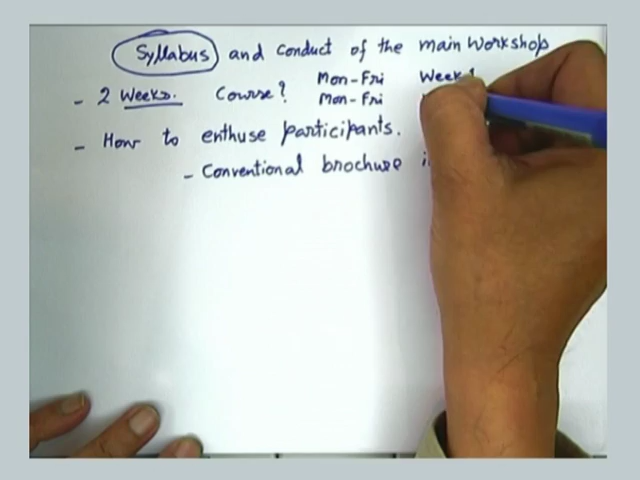 Syllabus and conduct of the main workshop
Mon-Fri Week 1
- 2 Weeks. Course? Mon-Fri
- How to enthuse participants.
- Conventional brochure